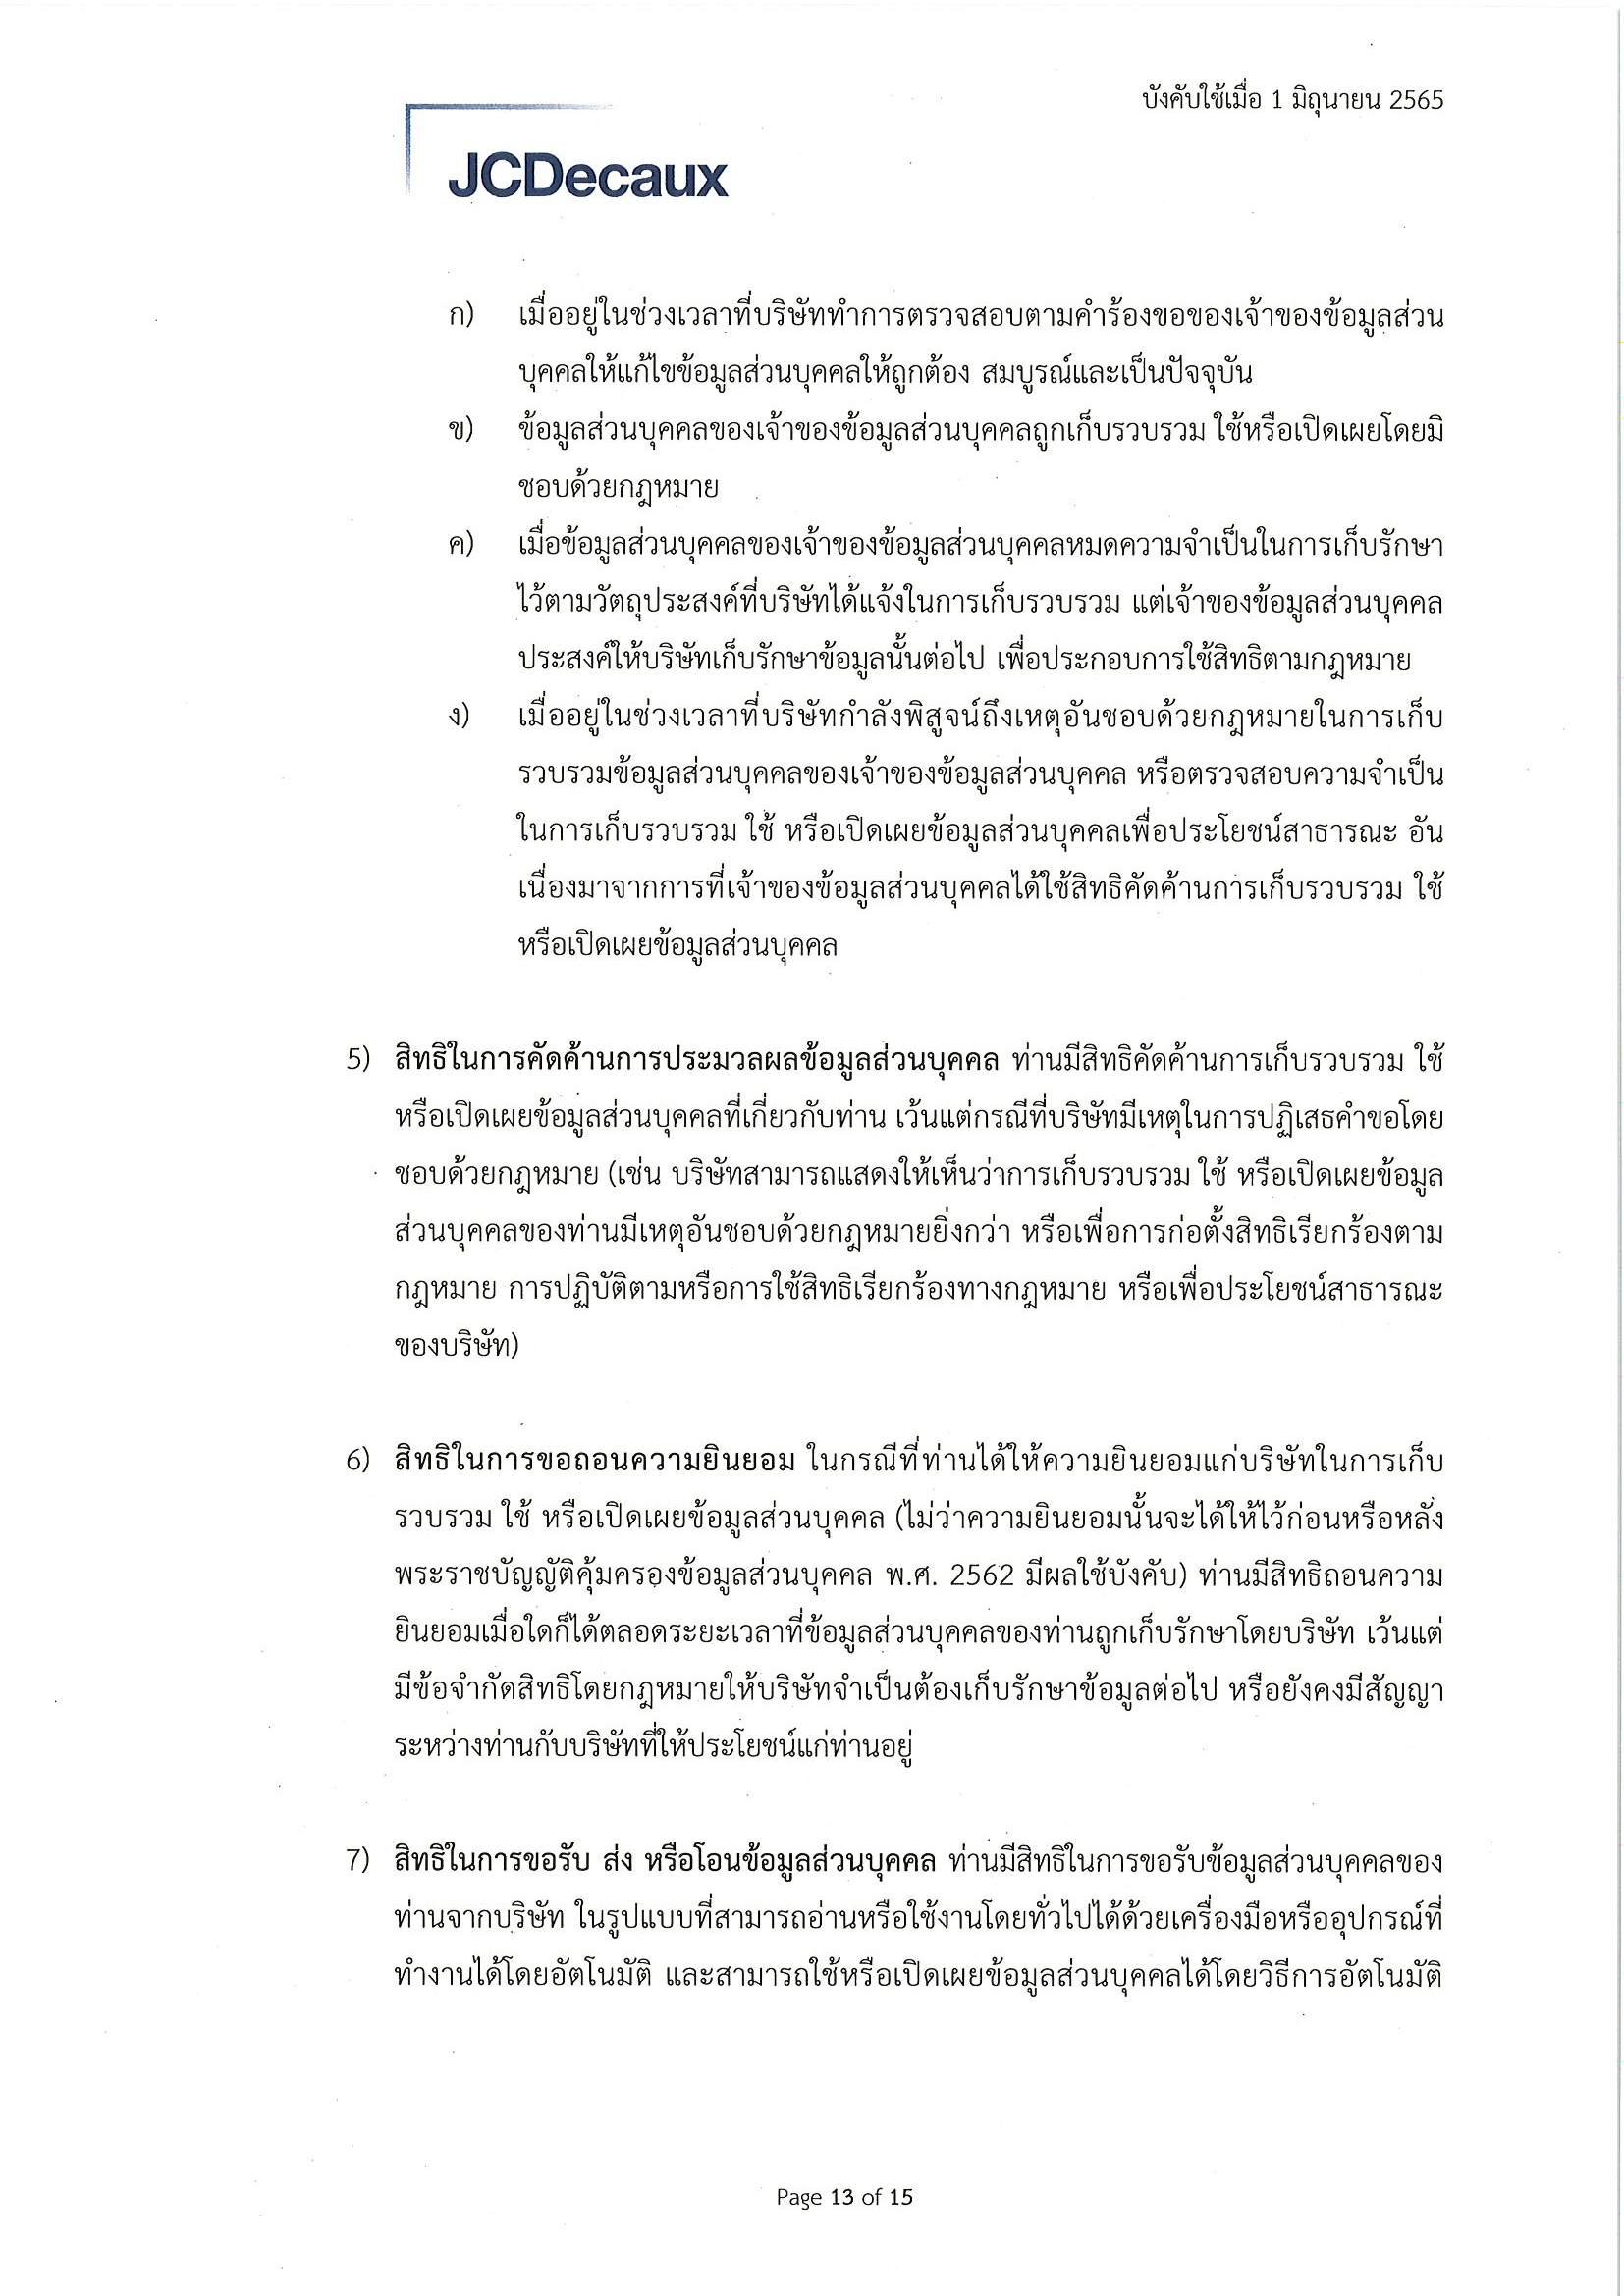 บังคับใช้เมื่อ 1 มิถุนายน 2565
JCDecaux
ก) เมื่ออยู่ในช่วงเวลาที่บริษัททำการตรวจสอบตามคำร้องขอของเจ้าของข้อมูลส่วน
บุคคลให้แก้ไขข้อมูลส่วนบุคคลให้ถูกต้อง สมบูรณ์และเป็นปัจจุบัน
ข) ข้อมูลส่วนบุคคลของเจ้าของข้อมูลส่วนบุคคลถูกเก็บรวบรวม ใช้หรือเปิดเผยโดยมิ
ชอบด้วยกฎหมาย
ค) เมื่อข้อมูลส่วนบุคคลของเจ้าของข้อมูลส่วนบุคคลหมดความจำเป็นในการเก็บรักษา
ไว้ตามวัตถุประสงค์ที่บริษัทได้แจ้งในการเก็บรวบรวม แต่เจ้าของข้อมูลส่วนบุคคล
ประสงค์ให้บริษัทเก็บรักษาข้อมูลนั้นต่อไป เพื่อประกอบการใช้สิทธิตามกฎหมาย
ง) เมื่ออยู่ในช่วงเวลาที่บริษัทกำลังพิสูจน์ถึงเหตุอันชอบด้วยกฎหมายในการเก็บ
รวบรวมข้อมูลส่วนบุคคลของเจ้าของข้อมูลส่วนบุคคล หรือตรวจสอบความจำเป็น
ในการเก็บรวบรวม ใช้ หรือเปิดเผยข้อมูลส่วนบุคคลเพื่อประโยชน์สาธารณะ อัน
เนื่องมาจากการที่เจ้าของข้อมูลส่วนบุคคลได้ใช้สิทธิคัดค้านการเก็บรวบรวม ใช้
หรือเปิดเผยข้อมูลส่วนบุคคล
5) สิทธิในการคัดค้านการประมวลผลข้อมูลส่วนบุคคล ท่านมีสิทธิคัดค้านการเก็บรวบรวม ใช้
หรือเปิดเผยข้อมูลส่วนบุคคลที่เกี่ยวกับท่าน เว้นแต่กรณีที่บริษัทมีเหตุในการปฏิเสธคำขอโดย
ชอบด้วยกฎหมาย (เช่น บริษัทสามารถแสดงให้เห็นว่าการเก็บรวบรวม ใช้ หรือเปิดเผยข้อมูล
ส่วนบุคคลของท่านมีเหตุอันชอบด้วยกฎหมายยิ่งกว่า หรือเพื่อการก่อตั้งสิทธิเรียกร้องตาม
กฎหมาย การปฏิบัติตามหรือการใช้สิทธิเรียกร้องทางกฎหมาย หรือเพื่อประโยชน์สาธารณะ
ของบริษัท)
6) สิทธิในการขอถอนความยินยอม ในกรณีที่ท่านได้ให้ความยินยอมแก่บริษัทในการเก็บ
รวบรวม ใช้ หรือเปิดเผยข้อมูลส่วนบุคคล (ไม่ว่าความยินยอมนั้นจะได้ให้ไว้ก่อนหรือหลัง
พระราชบัญญัติคุ้มครองข้อมูลส่วนบุคคล พ.ศ. 2562 มีผลใช้บังคับ) ท่านมีสิทธิถอนความ
ยินยอมเมื่อใดก็ได้ตลอดระยะเวลาที่ข้อมูลส่วนบุคคลของท่านถูกเก็บรักษาโดยบริษัท เว้นแต่
มีข้อจำกัดสิทธิโดยกฎหมายให้บริษัทจำเป็นต้องเก็บรักษาข้อมูลต่อไป หรือยังคงมีสัญญา
ระหว่างท่านกับบริษัทที่ให้ประโยชน์แก่ท่านอยู่
7) สิทธิในการขอรับ ส่ง หรือโอนข้อมูลส่วนบุคคล ท่านมีสิทธิในการขอรับข้อมูลส่วนบุคคลของ
ท่านจากบริษัท ในรูปแบบที่สามารถอ่านหรือใช้งานโดยทั่วไปได้ด้วยเครื่องมือหรืออุปกรณ์ที่
ทำงานได้โดยอัตโนมัติ และสามารถใช้หรือเปิดเผยข้อมูลส่วนบุคคลได้โดยวิธีการอัตโนมัติ
Page 13 of 15